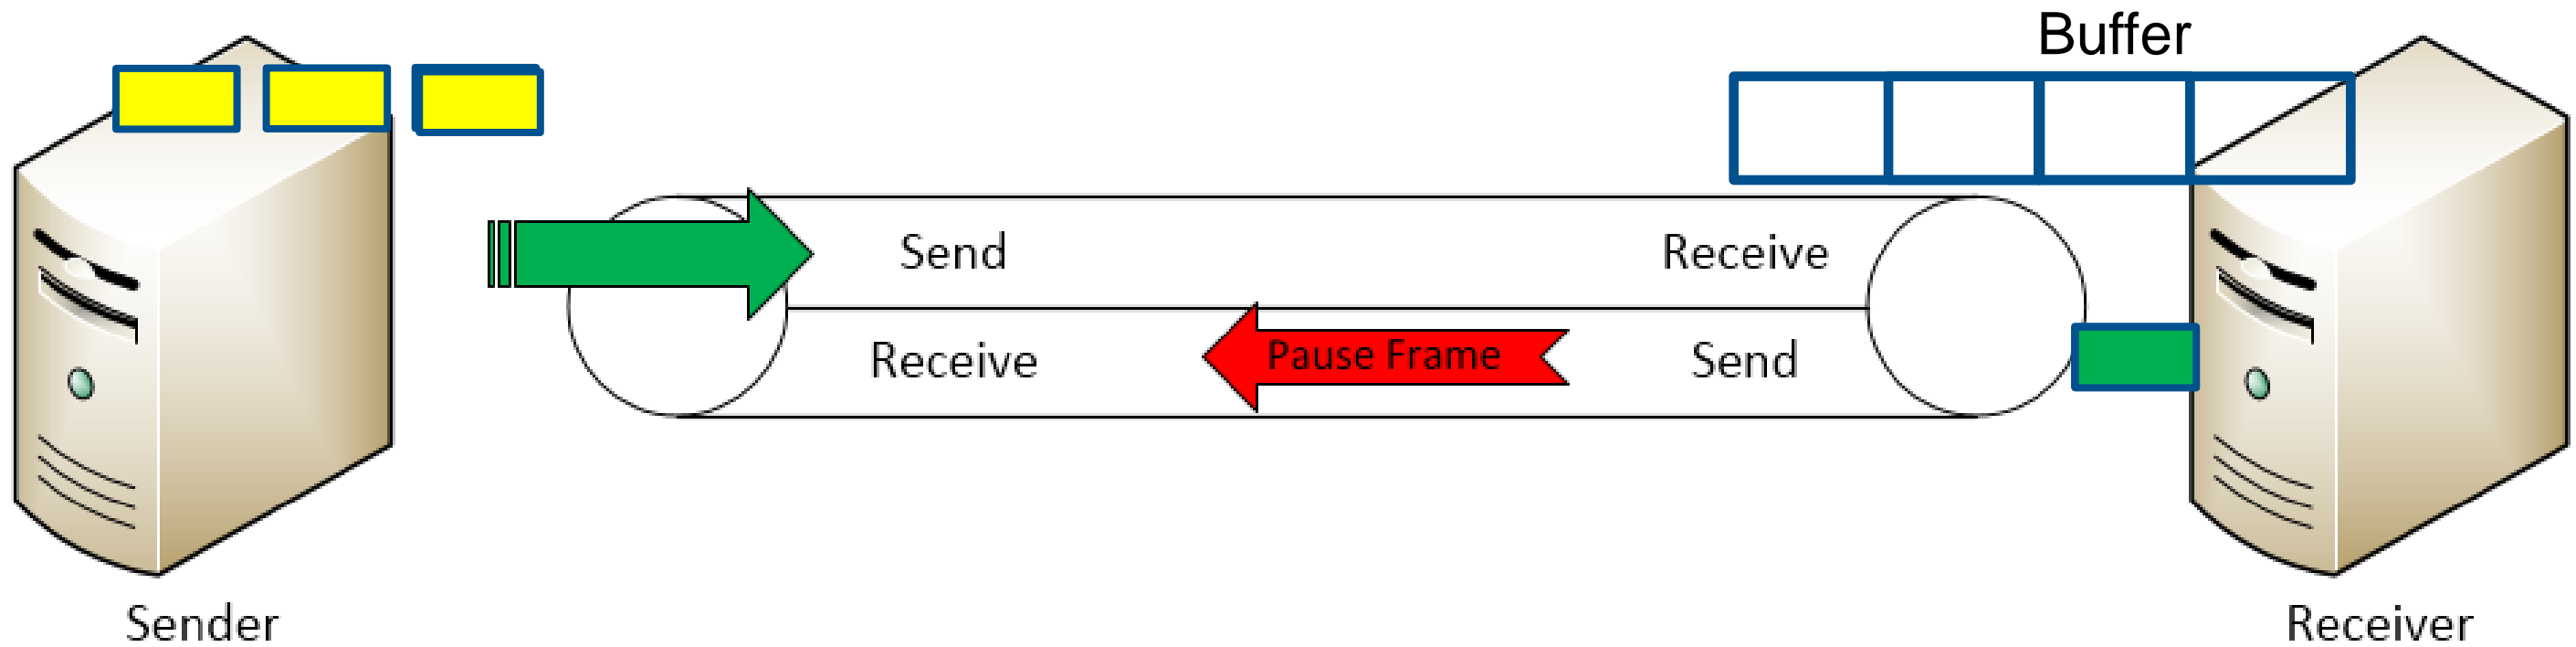 Buffer
Send
Receive
Receive
Pause Frame
Send
Sender
Receiver